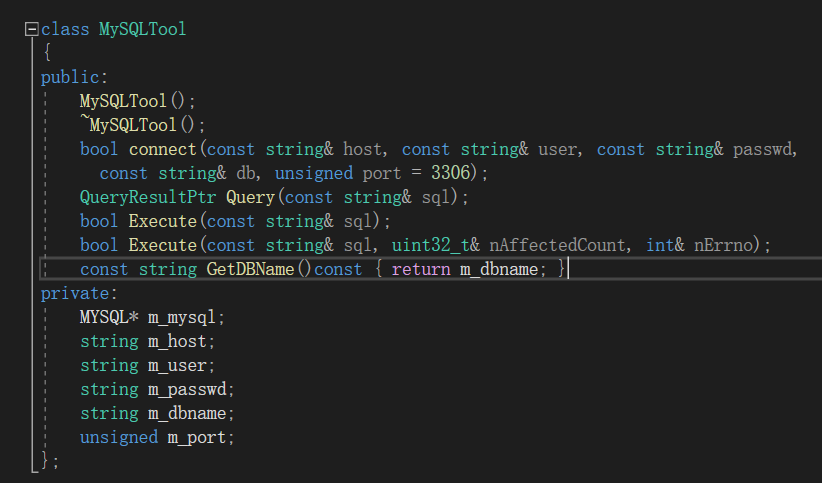 class MySQLTool
{
public:
MySQLTool();
~MySQLTool();
bool connect(const string& host, const string& user, const string& passwd,
const string& db, unsigned port = 3306);
QueryResultPtr Query(const string& sql);
bool Execute(const string& sql);
bool Execute(const string& sql, uint32_t& nAffectedCount, int& nErrno);
const string GetDBName()const { return m_dbname; }
private:
MYSQL* m_mysql;
string m_host;
string m_user;
string m_passwd;
string m_dbname;
unsigned m_port;
};